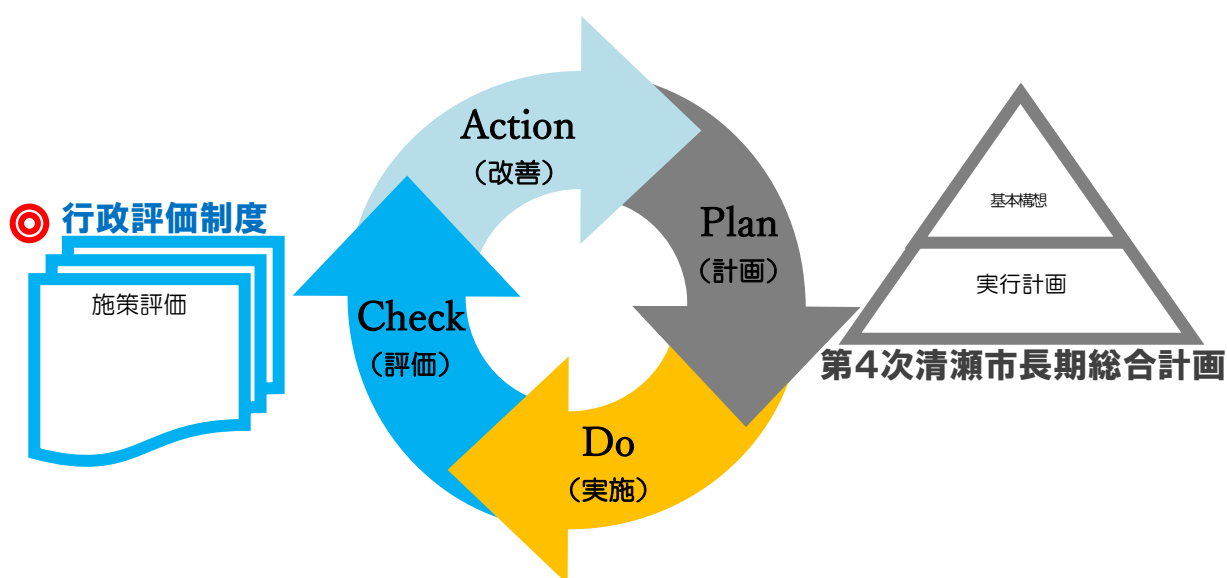 ◎ 行政評価制度
施策評価
Action
（改善）
Plan
（計画）
Do
（実施）
Check
（評価）
基本構想
実行計画
第4次清瀬市長期総合計画